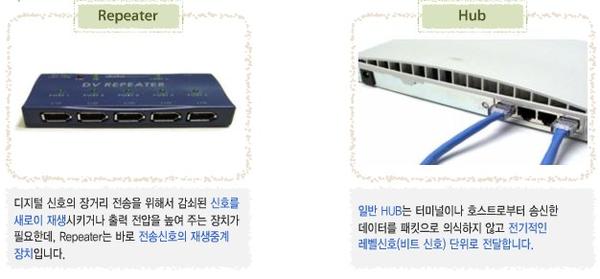 Repeater
Hub
DV REPEATER
디지털 신호의 장거리 전송을 위해서 감쇠된 신호를
새로이 재생시키거나 출력 전압을 높여 주는 장치가
필요한데, Repeater는 바로 전송신호의 재생중계
장치입니다.
일반 HUB는 터미널이나 호스트로부터 송신한
데이터를 패킷으로 의식하지 않고 전기적인
레벨신호(비트 신호) 단위로 전달합니다.